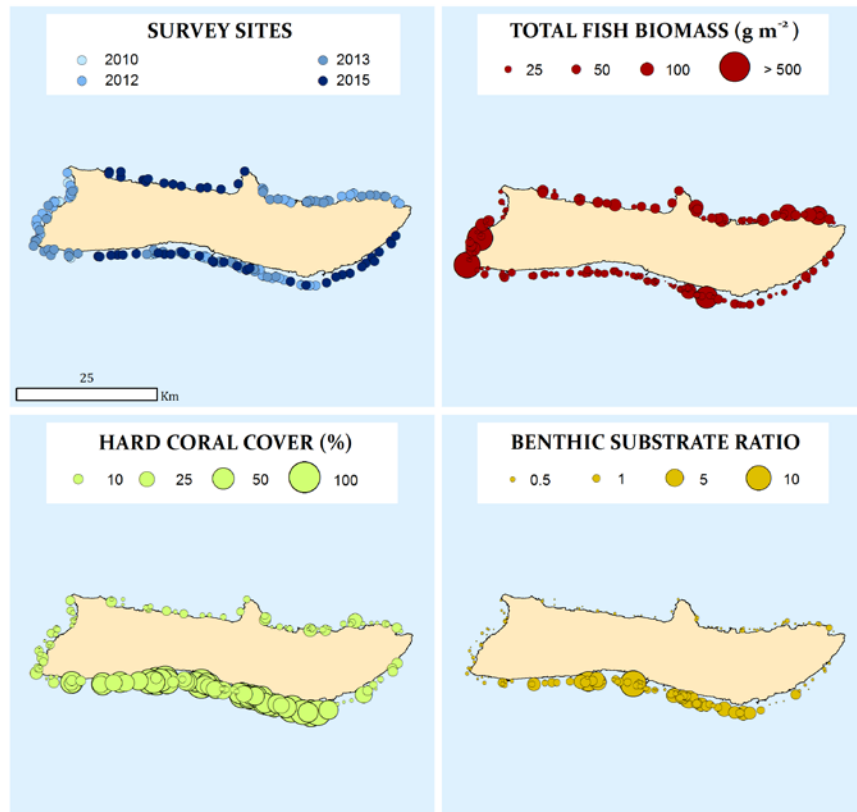 SURVEY SITES
2010 2013
2012 2015
25
Km
TOTAL FISH BIOMASS (g m⁻²)
25 50 100 > 500
HARD CORAL COVER (%)
10 25 50 100
BENTHIC SUBSTRATE RATIO
0.5 1 5 10